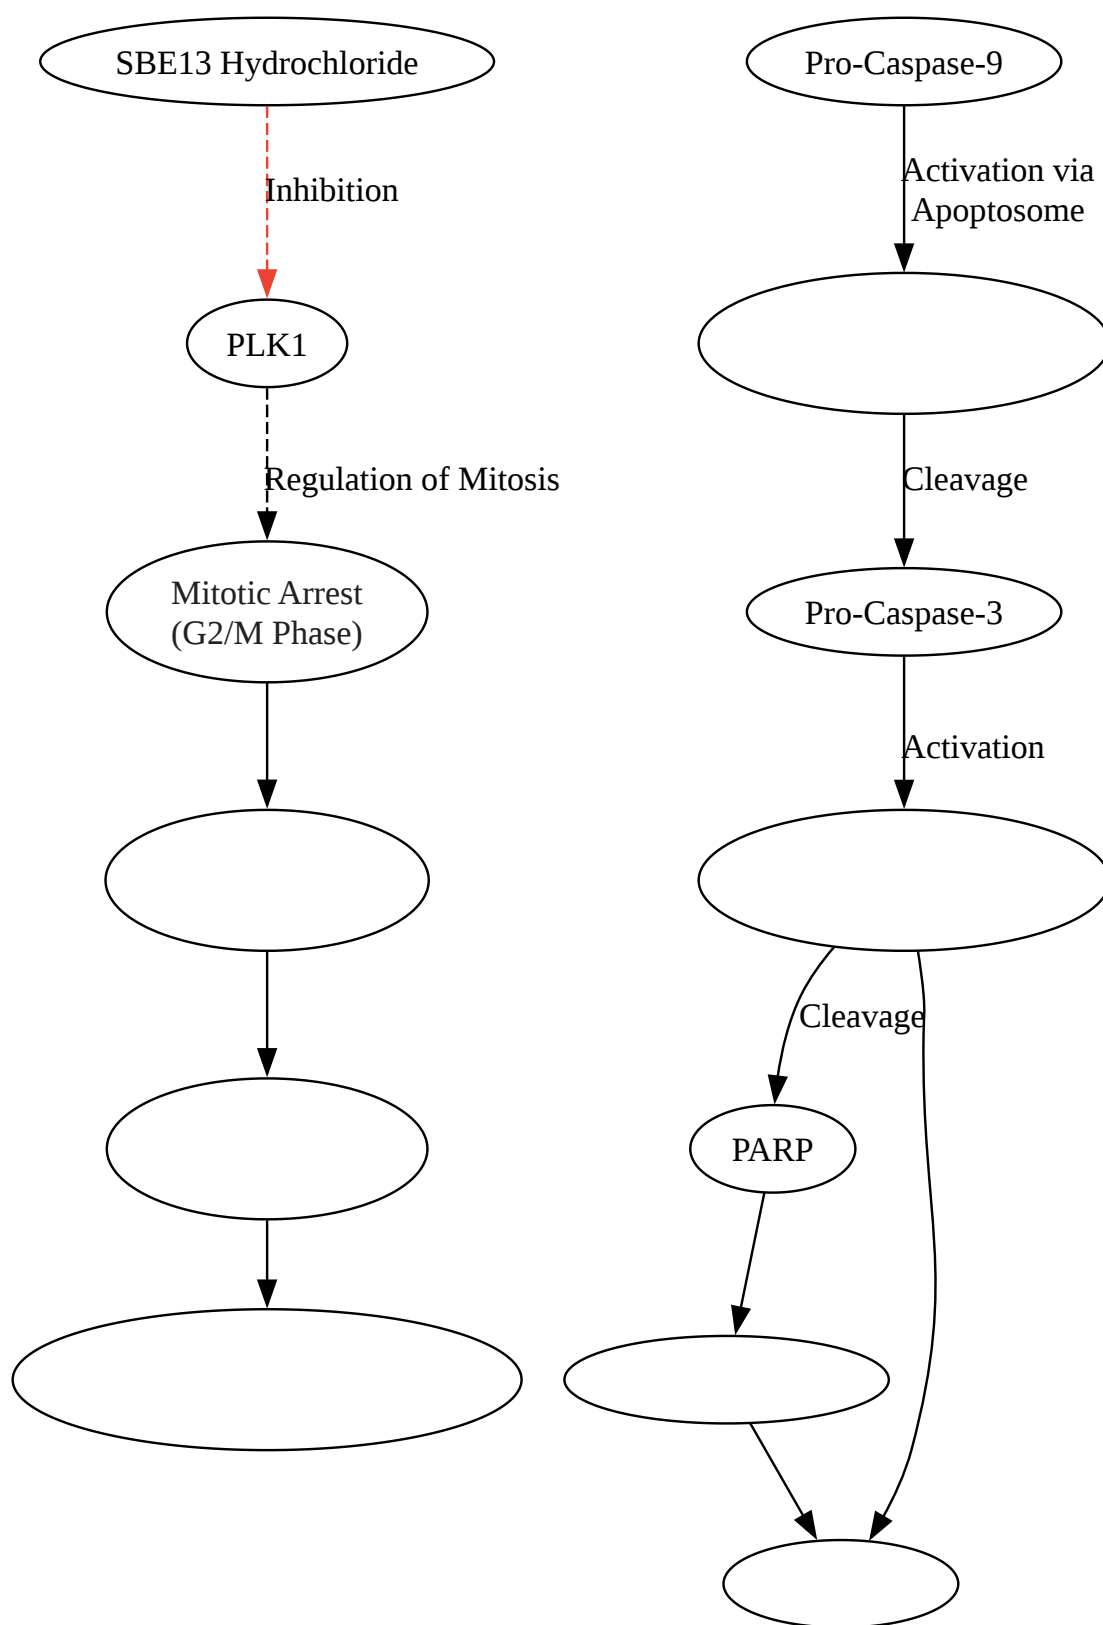 SBE13 Hydrochloride
Inhibition
PLK1
Regulation of Mitosis
Mitotic Arrest
(G2/M Phase)
Pro-Caspase-9
Activation via
Apoptosome
Cleavage
Pro-Caspase-3
Activation
Cleavage
PARP